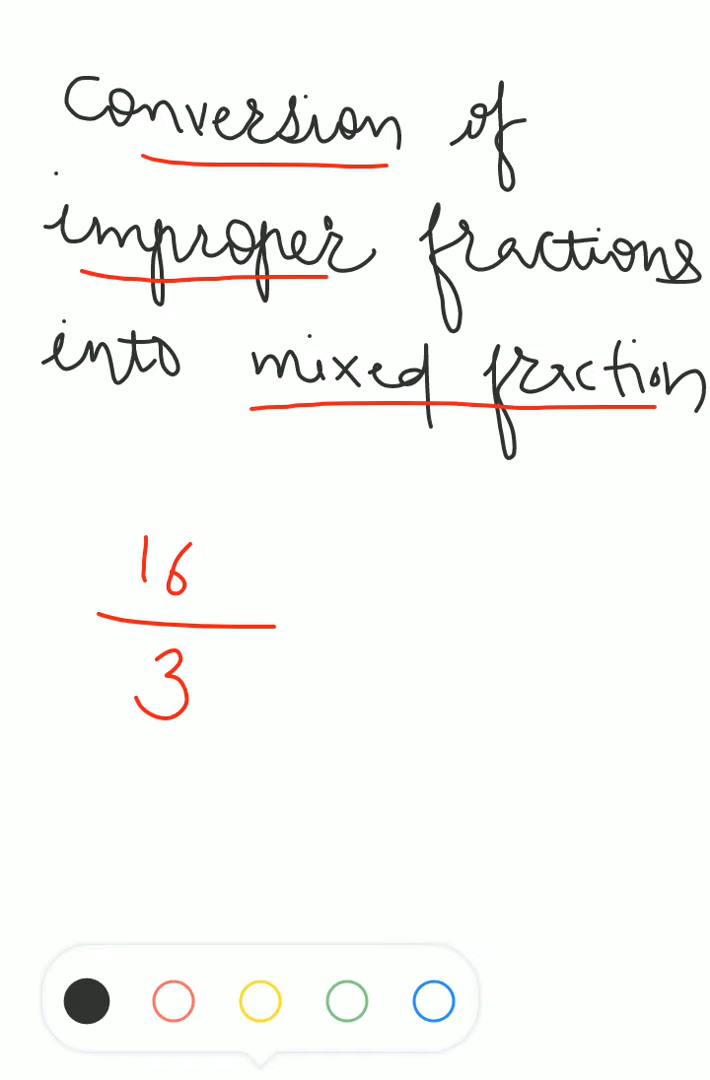 Conversion of
improper fractions
into mixed fraction
16
3